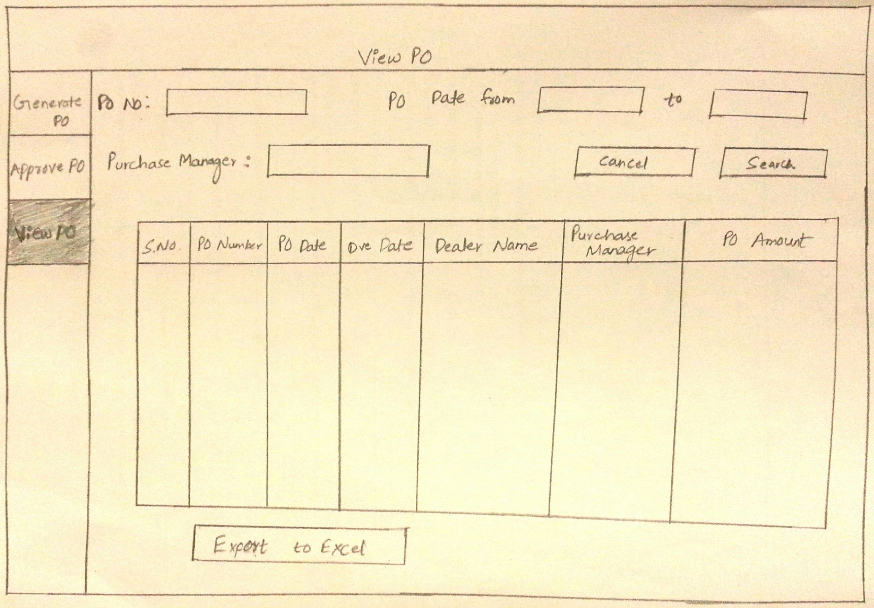 View PO
Generate
PO
Approve PO
View PO
PO No:
PO Date from
to
Purchase Manager:
Cancel
Search
S.No.
PO Number
PO Date
Due Date
Dealer Name
Purchase
Manager
PO Amount
Export to Excel